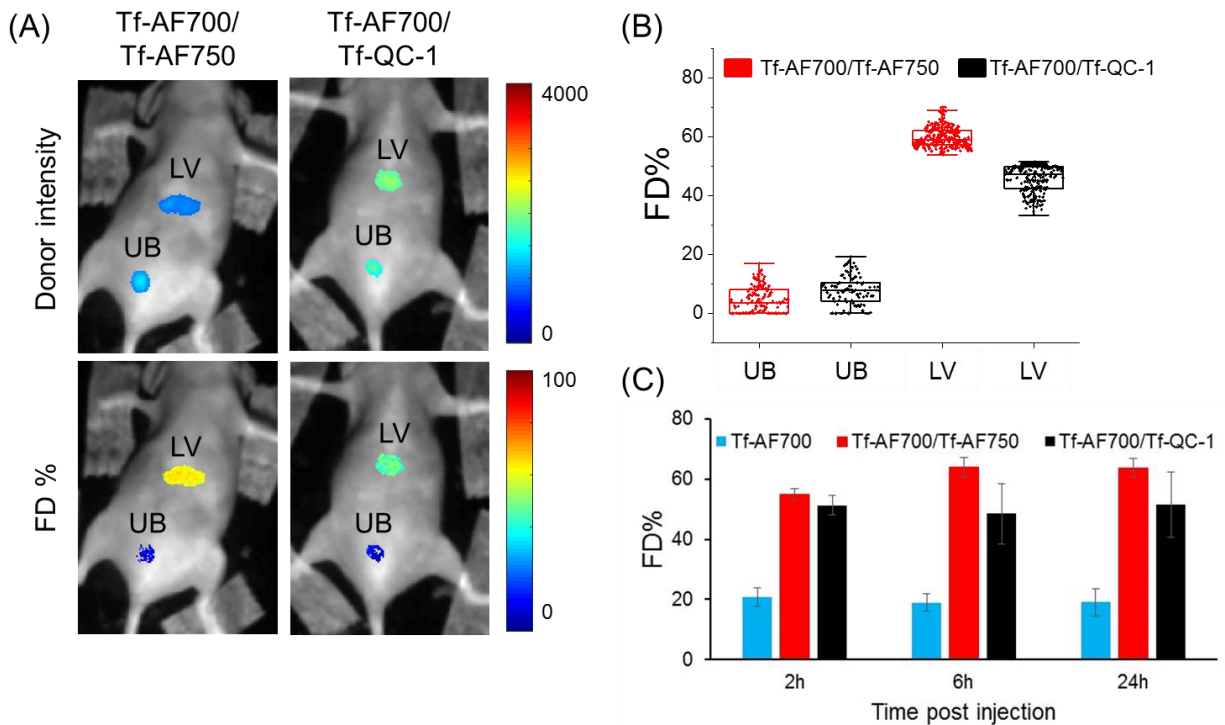 (A)
Tf-AF700/
Tf-AF750
Tf-AF700/
Tf-QC-1
Donor intensity
LV
UB
LV
UB
4000
0
FD %
LV
UB
LV
UB
100
0
(B)
Tf-AF700/Tf-AF750
Tf-AF700/Tf-QC-1
FD%
80
60
40
20
0
UB
UB
LV
LV
(C)
Tf-AF700
Tf-AF700/Tf-AF750
Tf-AF700/Tf-QC-1
FD%
80
60
40
20
0
2h
6h
24h
Time post injection